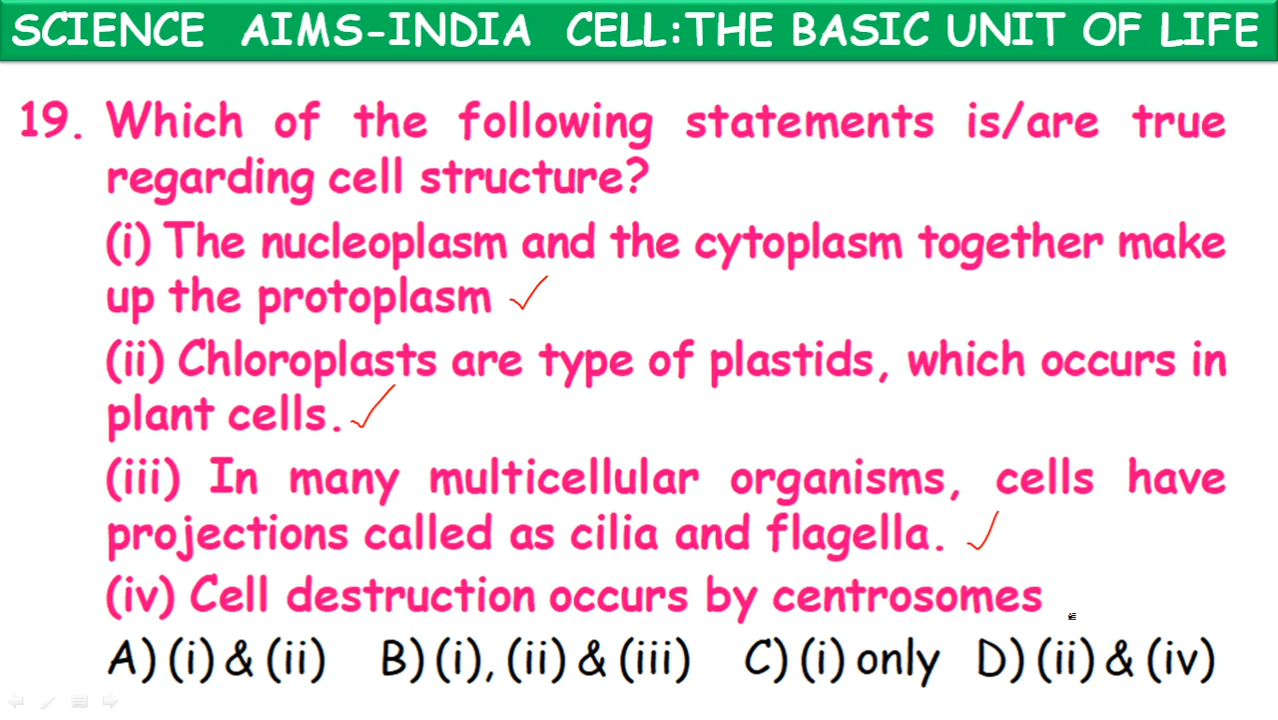 SCIENCE AIMS-INDIA CELL:THE BASIC UNIT OF LIFE
19. Which of the following statements is/are true
regarding cell structure?
(i) The nucleoplasm and the cytoplasm together make
up the protoplasm
(ii) Chloroplasts are type of plastids, which occurs in
plant cells.
(iii) In many multicellular organisms, cells have
projections called as cilia and flagella.
(iv) Cell destruction occurs by centrosomes
A) (i) & (ii) B) (i), (ii) & (iii) C) (i) only D) (ii) & (iv)